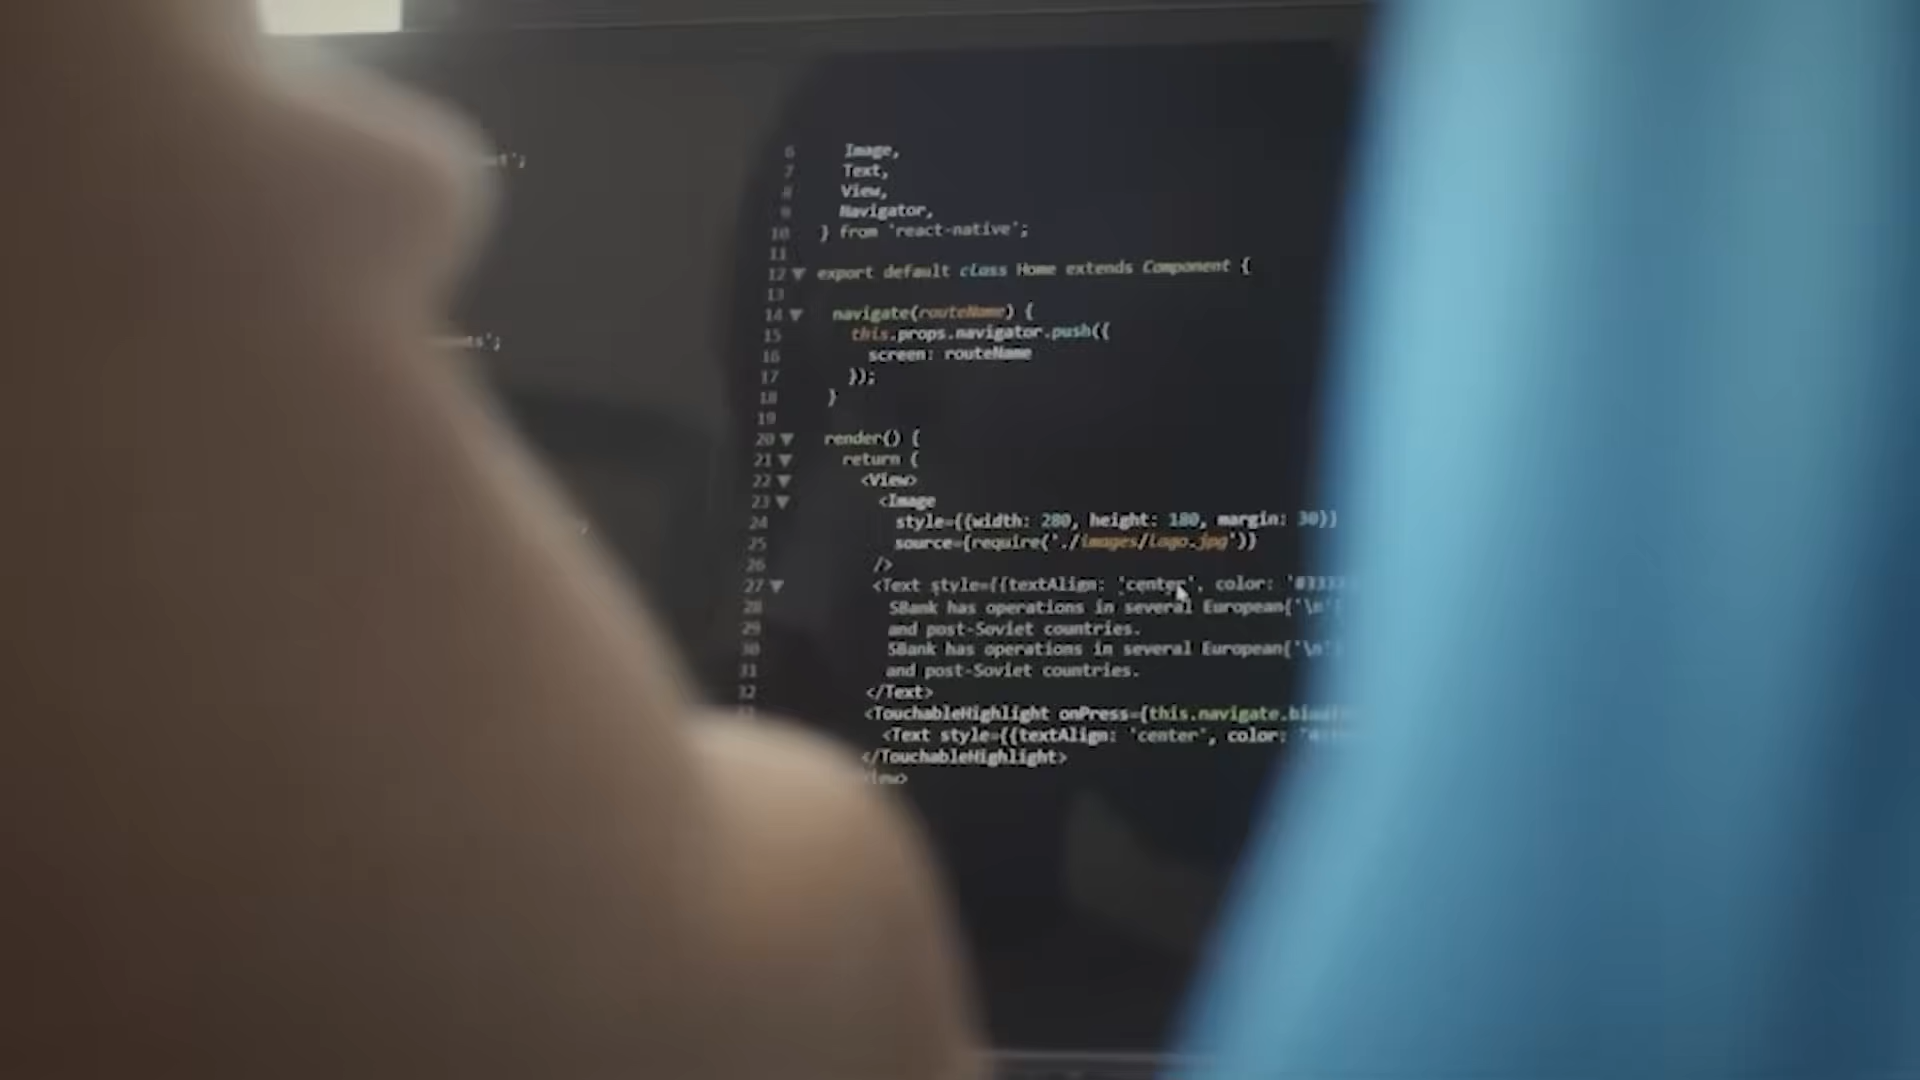 6 Image,
7 Text,
8 View,
9 Navigator,
10 } from 'react-native';
11
12 export default class Home extends Component {
13
14 navigate(routeName) {
15 this.props.navigator.push({
16 screen: routeName
17 });
18 }
19
20 render() {
21 return (
22 <View>
23 <Image
24 style={{width: 280, height: 180, margin: 30}}
25 source={require('./images/Logo.jpg')}
26 />
27 <Text style={{textAlign: 'center', color:
28 SBank has operations in several European{'\n'
29 and post-Soviet countries.
30 SBank has operations in several European{'\n'
31 and post-Soviet countries.
32 </Text>
<TouchableHighlight onPress={this.navigate.
<Text style={{textAlign: 'center', color:
</TouchableHighlight>